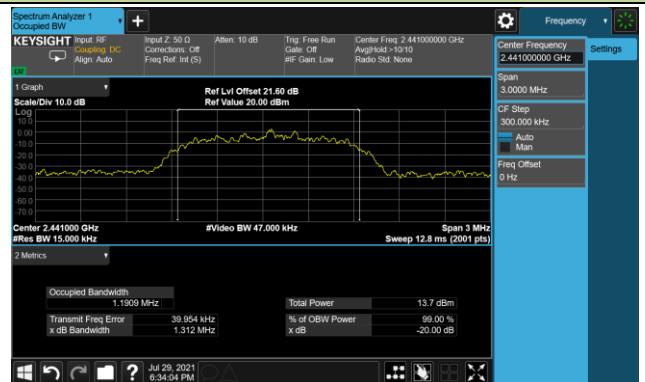 Spectrum Analyzer 1
Occupied BW
Frequency
KEYSIGHT
Input: RF
Coupling: DC
Align: Auto
Input Z: 50 Ω
Corrections: Off
Freq Ref: Int (S)
Atten: 10 dB
Trig: Free Run
Gate: Off
#IF Gain: Low
Center Freq: 2.441000000 GHz
Avg|Hold:>10/10
Radio Std: None
Center Frequency
2.441000000 GHz
Settings
Span
3.0000 MHz
CF Step
300.000 kHz
Auto
Man
Freq Offset
0 Hz
1 Graph
Scale/Div 10.0 dB
Ref Lvl Offset 21.60 dB
Ref Value 20.00 dBm
Log
10.0
0.00
-10.0
-20.0
-30.0
-40.0
-50.0
-60.0
-70.0
Center 2.441000 GHz
#Video BW 47.000 kHz
Span 3 MHz
#Res BW 15.000 kHz
Sweep 12.8 ms (2001 pts)
2 Metrics
Occupied Bandwidth
1.1909 MHz
Total Power
13.7 dBm
Transmit Freq Error
39.954 kHz
% of OBW Power
99.00 %
x dB Bandwidth
1.312 MHz
x dB
-20.00 dB
?
Jul 29, 2021
6:34:04 PM